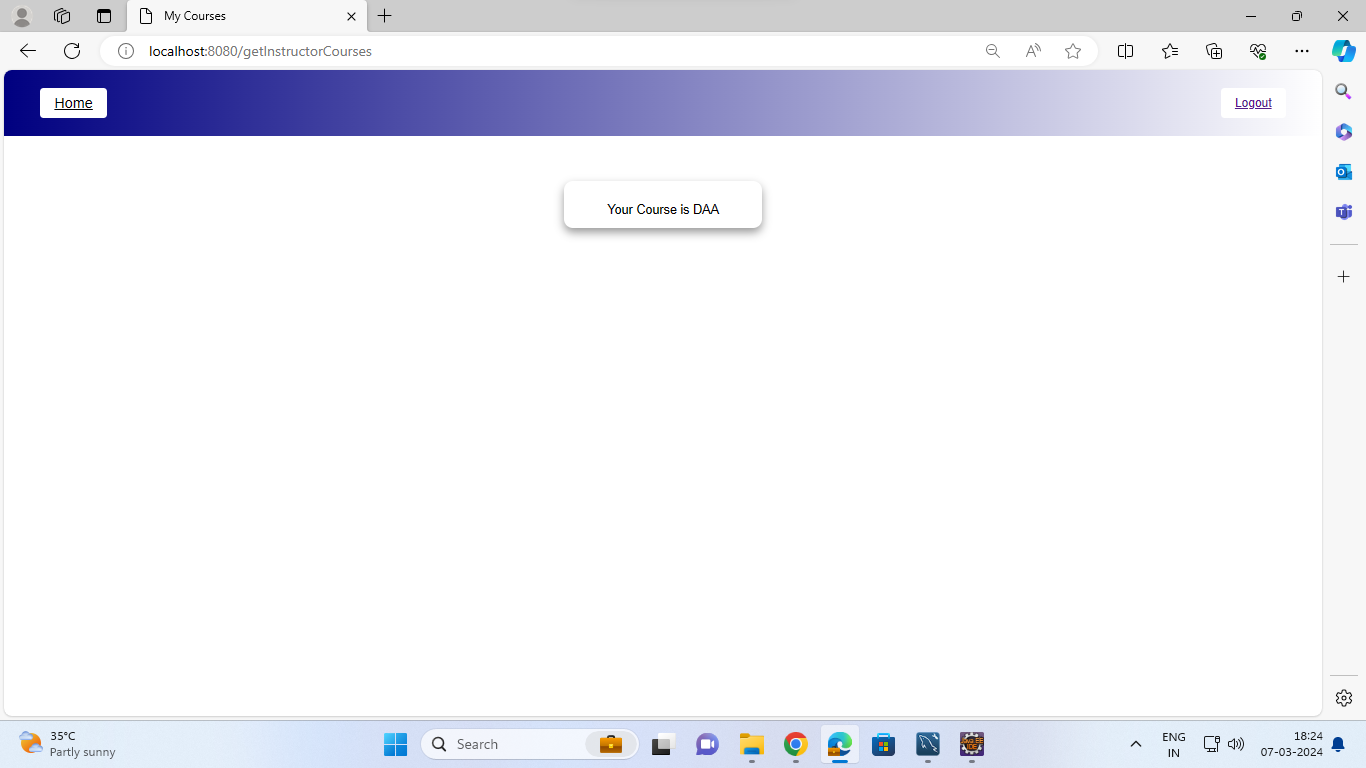 My Courses
localhost:8080/getInstructorCourses
Home
Logout
Your Course is DAA
35°C
Partly sunny
Search
ENG
IN
18:24
07-03-2024